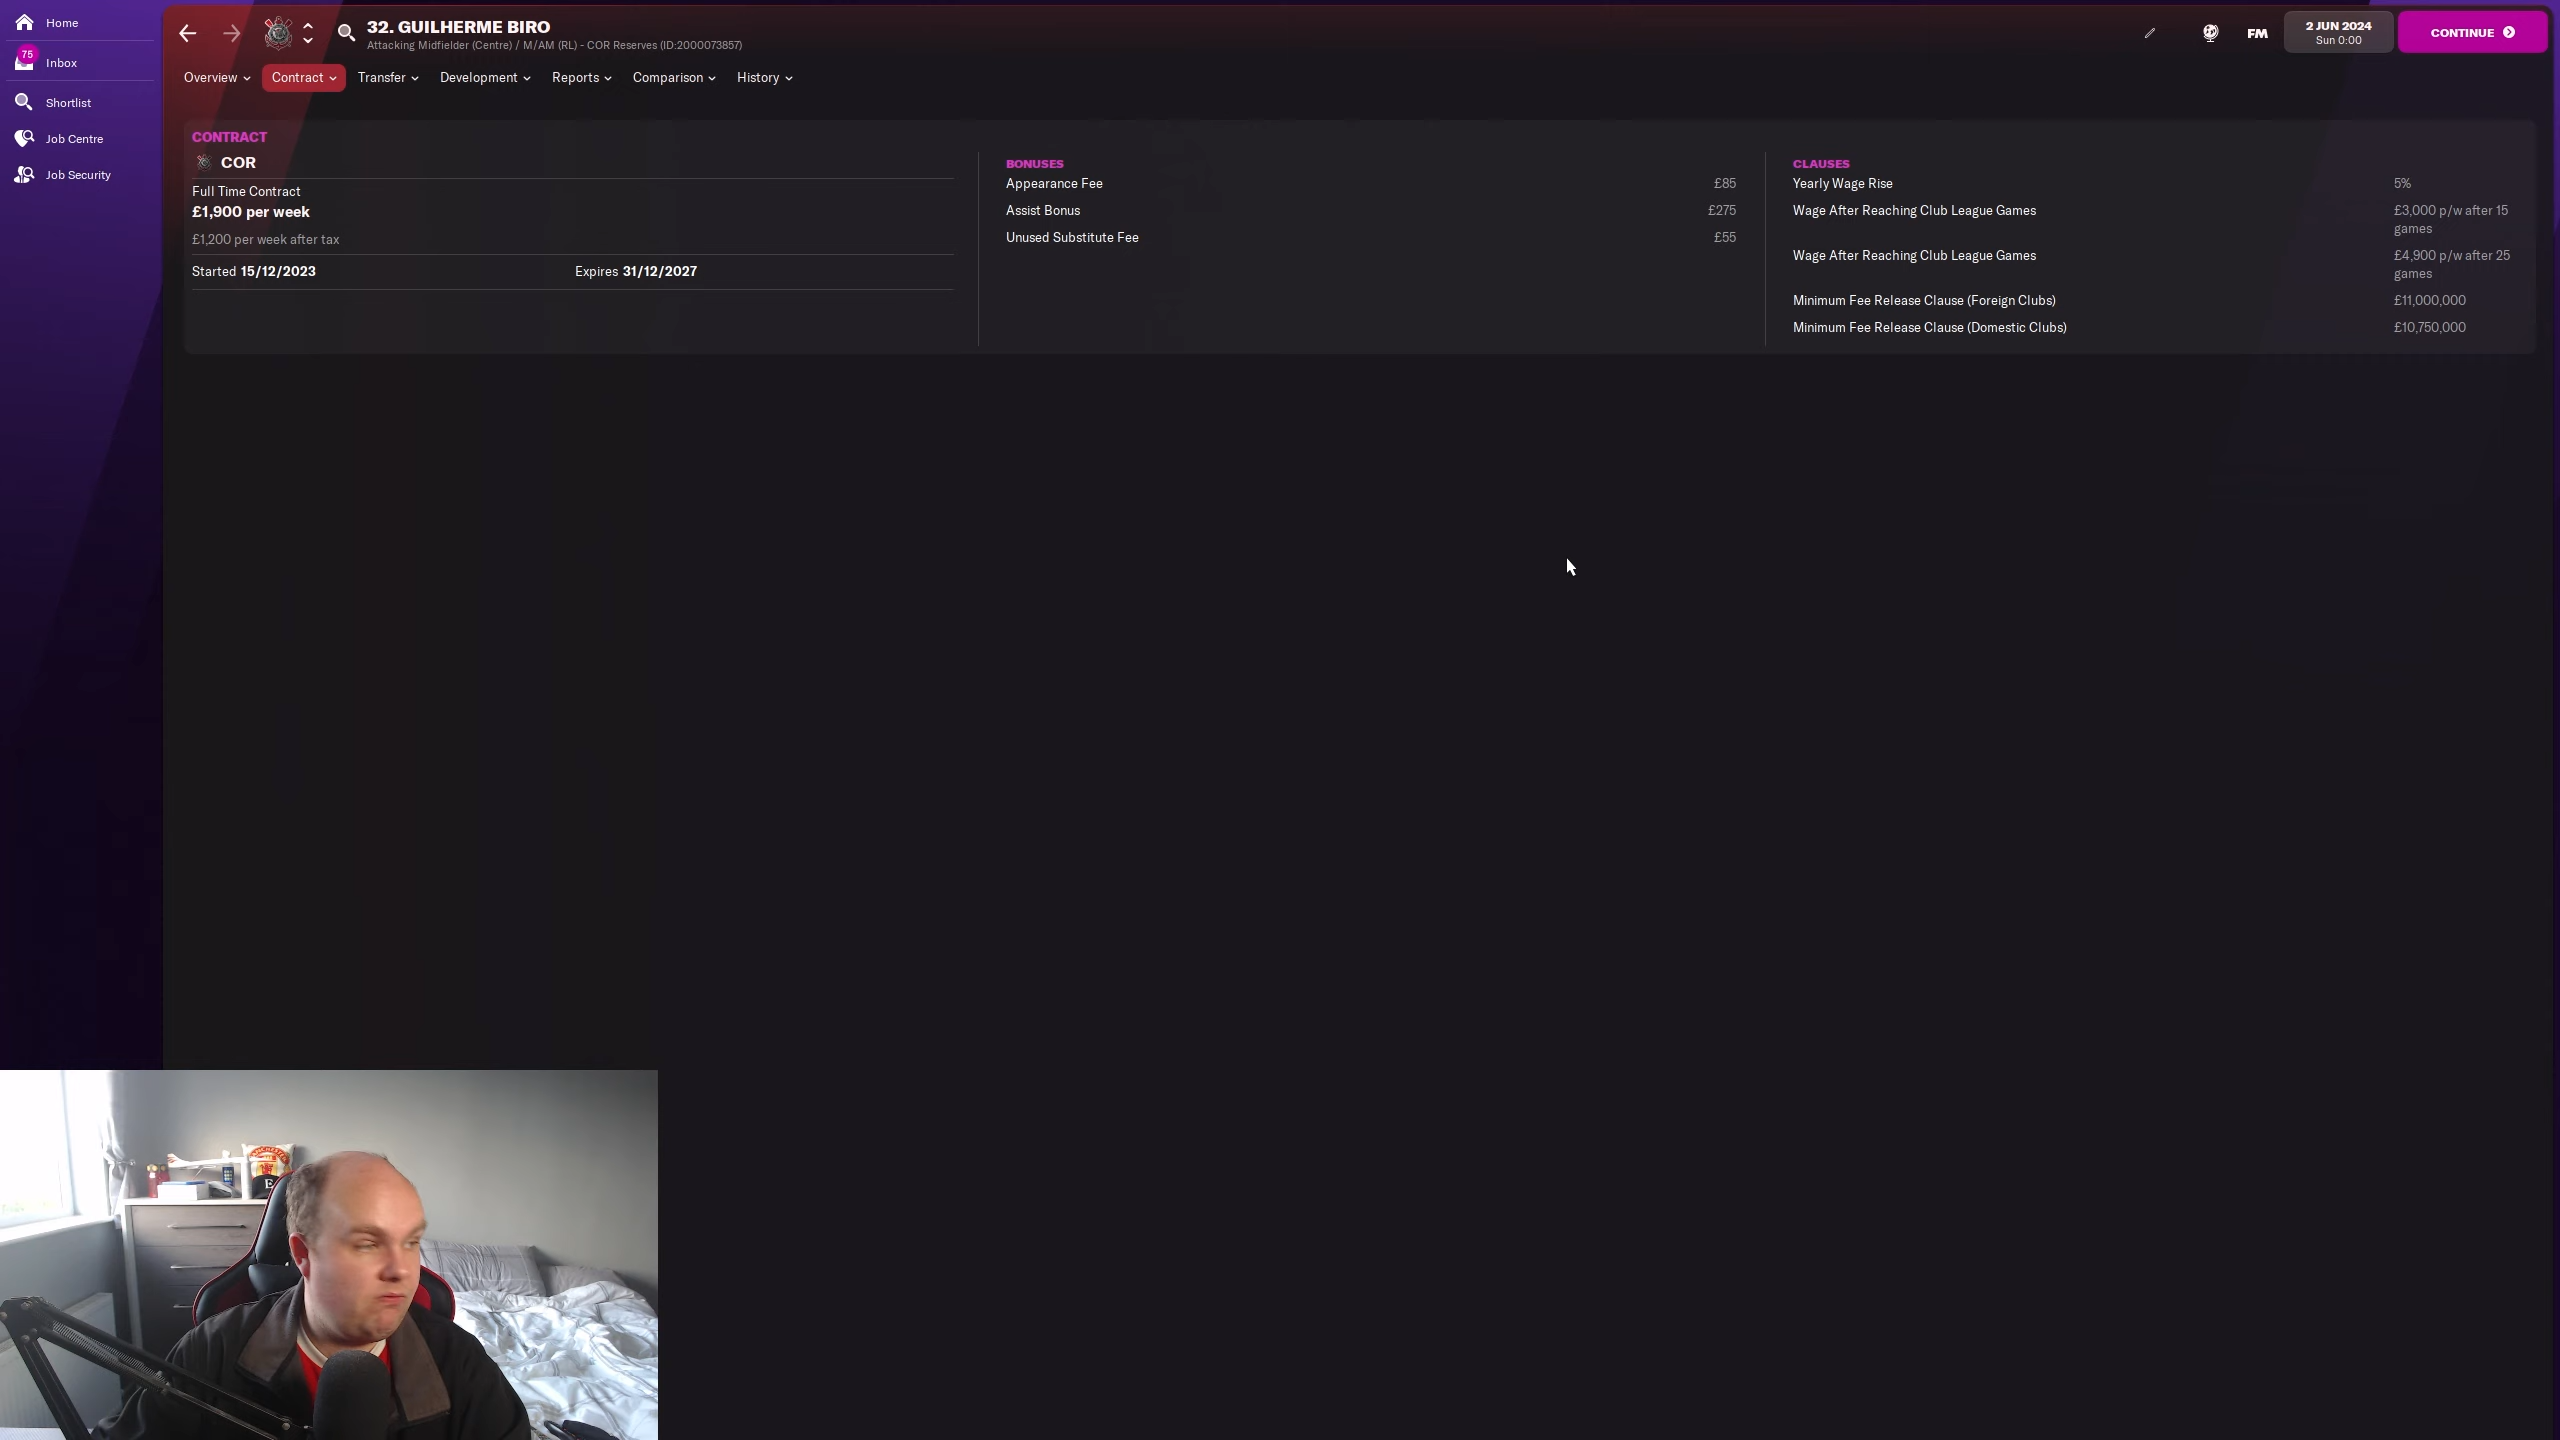 Home
32. GUILHERME BIRO
Attacking Midfielder (Centre) / M/AM (RL) - COR Reserves (ID:2000073857)
FM
2 JUN 2024
Sun 0:00
CONTINUE
75
Inbox
Shortlist
Job Centre
Job Security
Overview
Contract
Transfer
Development
Reports
Comparison
History
CONTRACT
COR
Full Time Contract
£1,900 per week
£1,200 per week after tax
Started 15/12/2023
Expires 31/12/2027
BONUSES
Appearance Fee £85
Assist Bonus £275
Unused Substitute Fee £55
CLAUSES
Yearly Wage Rise 5%
Wage After Reaching Club League Games £3,000 p/w after 15
games
Wage After Reaching Club League Games £4,900 p/w after 25
games
Minimum Fee Release Clause (Foreign Clubs) £11,000,000
Minimum Fee Release Clause (Domestic Clubs) £10,750,000